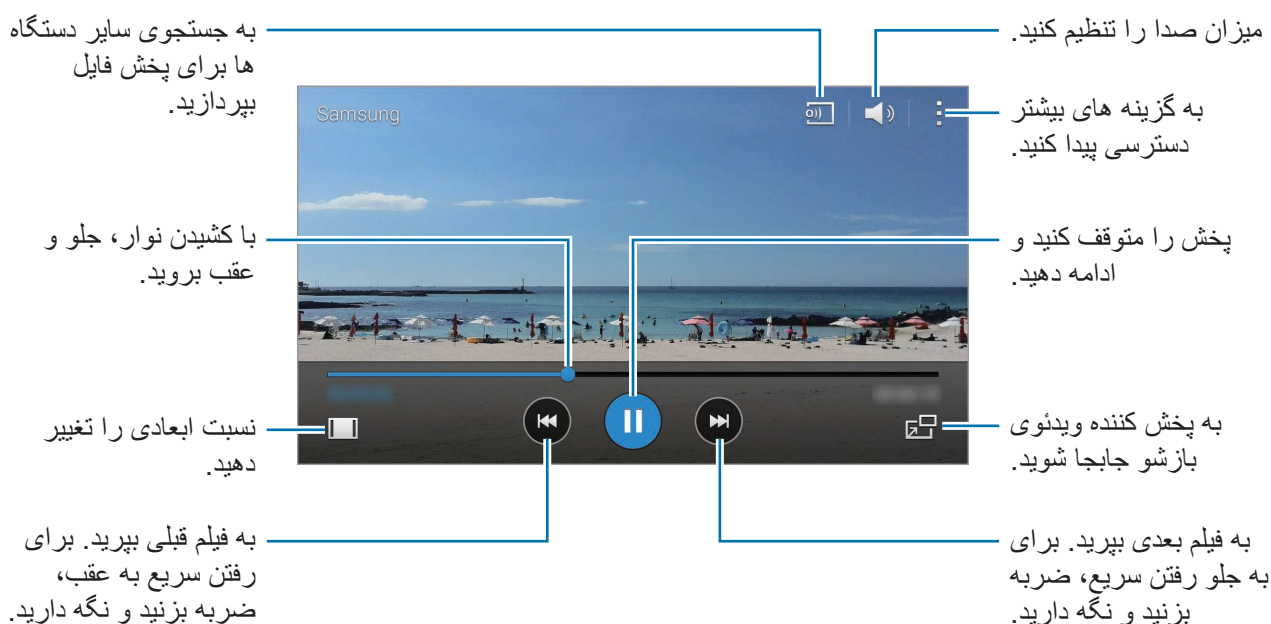 میزان صدا را تنظیم کنید.
به گزینه های بیشتر
دسترسی پیدا کنید.
پخش را متوقف کنید و
ادامه دهید.
به پخش کننده ویدئوی
بازشو جابجا شوید.
به فیلم بعدی بپرید. برای
به جلو رفتن سریع، ضربه
بزنید و نگه دارید.
Samsung
به جستجوی سایر دستگاه
ها برای پخش فایل
بپردازید.
با کشیدن نوار، جلو و
عقب بروید.
نسبت ابعادی را تغییر
دهید.
به فیلم قبلی بپرید. برای
رفتن سریع به عقب،
ضربه بزنید و نگه دارید.